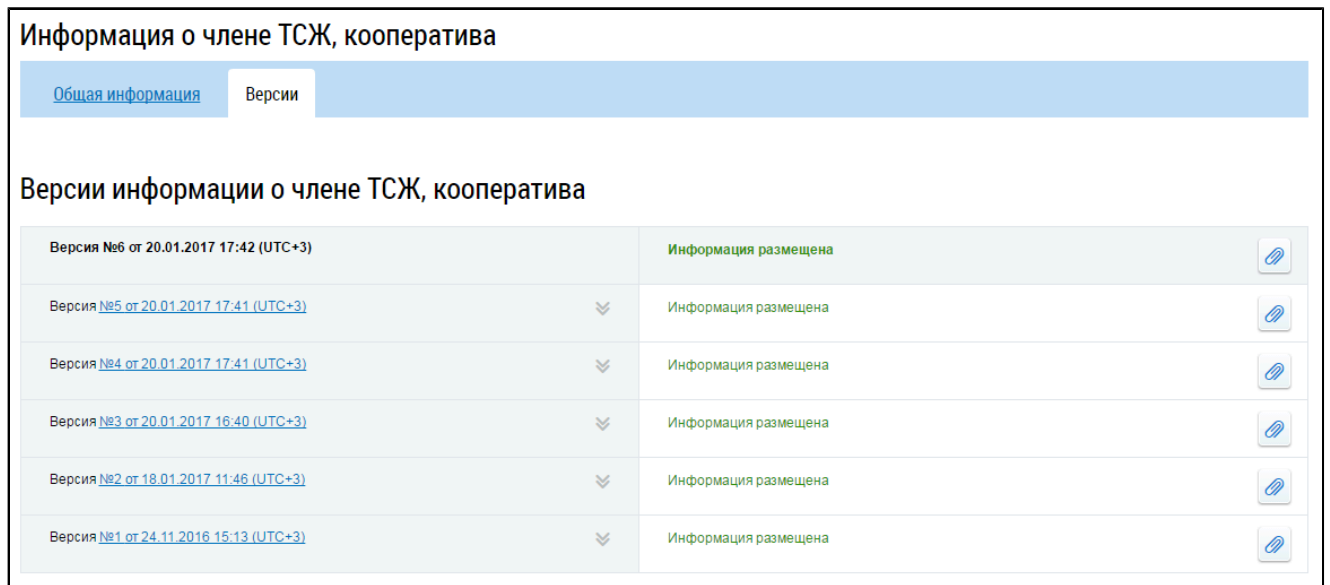 Информация о члене ТСЖ, кооператива
Общая информация Версии
Версии информации о члене ТСЖ, кооператива
Версия №6 от 20.01.2017 17:42 (UTC+3) Информация размещена
Версия №5 от 20.01.2017 17:41 (UTC+3) Информация размещена
Версия №4 от 20.01.2017 17:41 (UTC+3) Информация размещена
Версия №3 от 20.01.2017 16:40 (UTC+3) Информация размещена
Версия №2 от 18.01.2017 11:46 (UTC+3) Информация размещена
Версия №1 от 24.11.2016 15:13 (UTC+3) Информация размещена